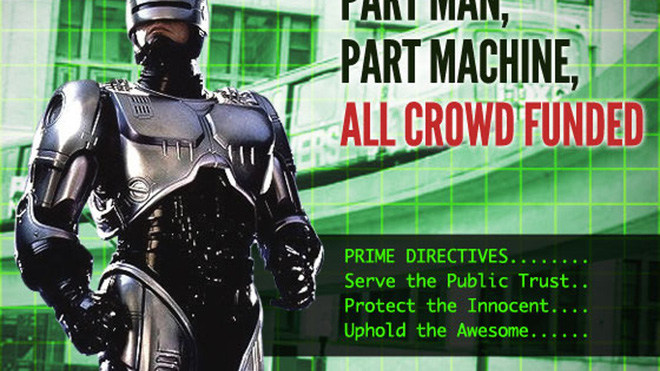 PART MAN,
PART MACHINE,
ALL CROWD FUNDED
PRIME DIRECTIVES........
Serve the Public Trust..
Protect the Innocent....
Uphold the Awesome......